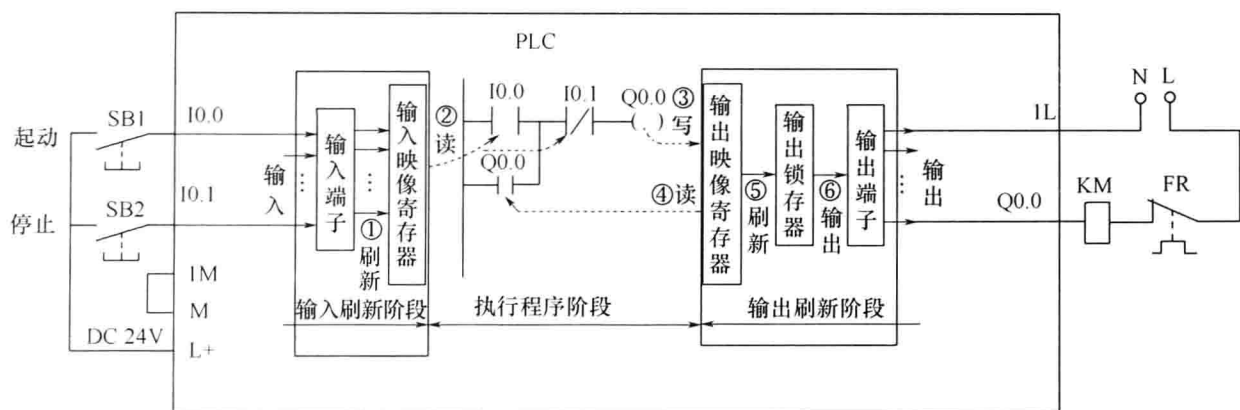 PLC
起动
SB1
I0.0
停止
SB2
I0.1
1M
M
DC 24V
L+
输入
⋮
输入端子
⋮
①刷新
输入映像寄存器
输入刷新阶段
②读
I0.0
I0.1
Q0.0
③写
Q0.0
④读
执行程序阶段
输出映像寄存器
⑤刷新
输出锁存器
⑥输出
输出端子
⋮
输出
输出刷新阶段
1L
N L
Q0.0
KM
FR